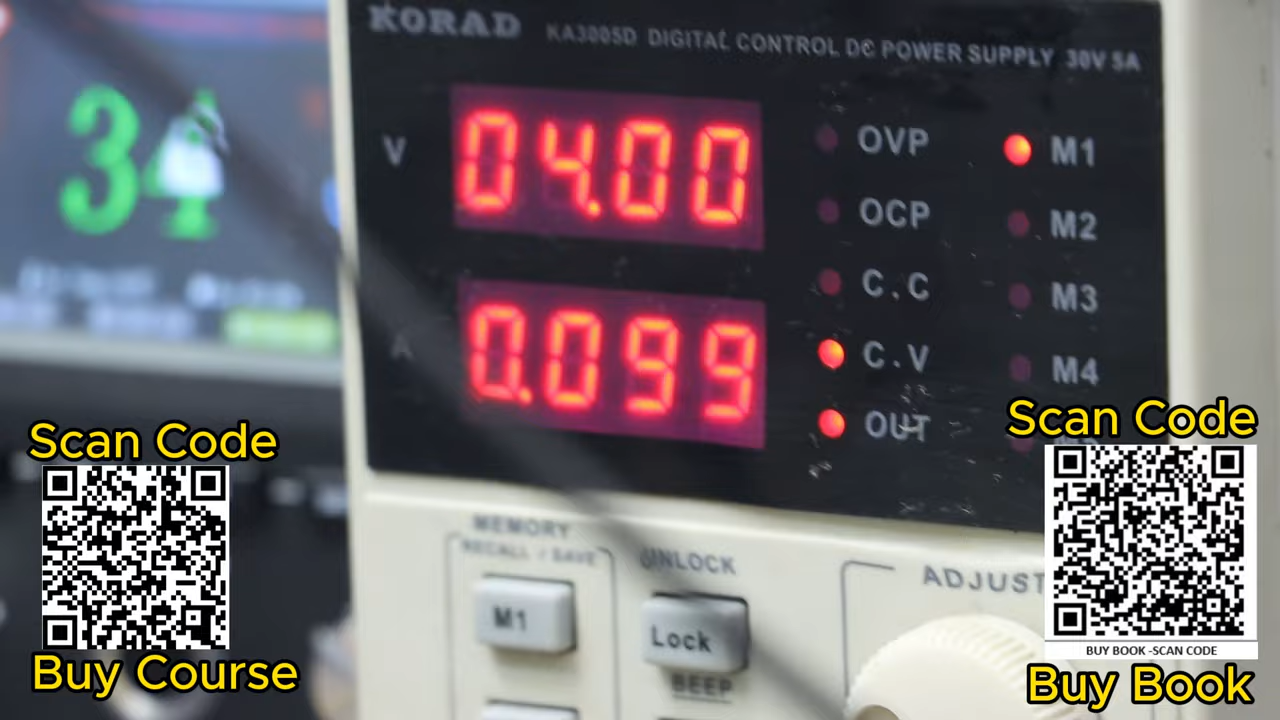 KORAD KA3005D DIGITAL CONTROL DC POWER SUPPLY 30V 5A
34
V 04.00
A 0.099
OVP
OCP
C.C
C.V
OUT
M1
M2
M3
M4
MEMORY
RECALL / SAVE
M1
UNLOCK
Lock
BEEP
ADJUST
Scan Code
Buy Course
Scan Code
BUY BOOK -SCAN CODE
Buy Book